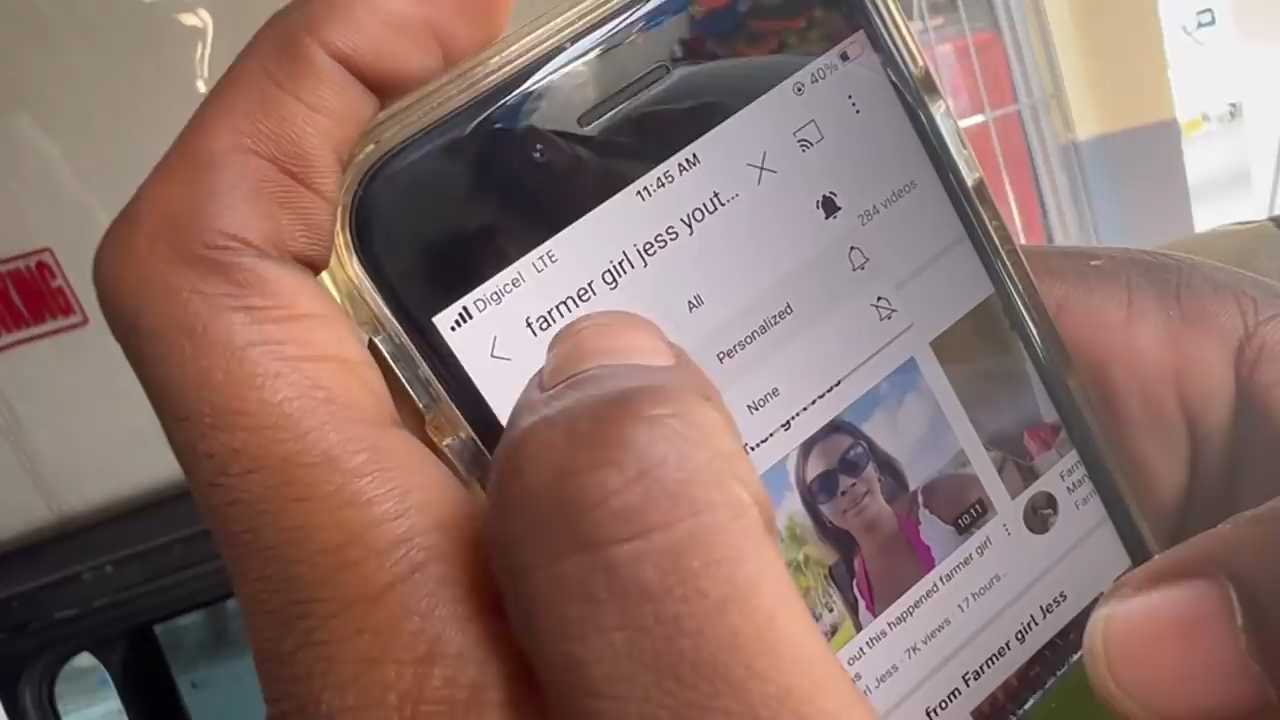 KING
Digicel LTE
11:45 AM
40%
farmer girl jess yout...
284 videos
All
Personalized
None
10:11
out this happened farmer girl
Jess · 7K views · 17 hours...
Farm
from Farmer girl Jess